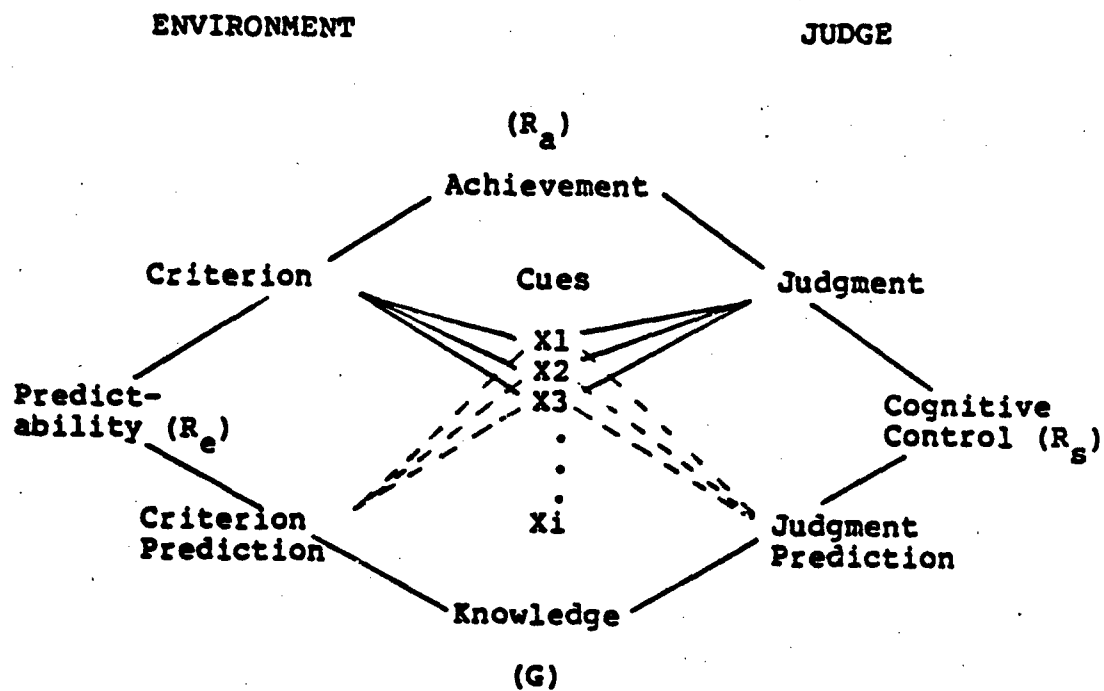 ENVIRONMENT
JUDGE
(Ra)
Achievement
Criterion
Cues
Judgment
X1
X2
X3
Predict-
ability (Re)
Cognitive
Control (Rs)
Xi
Criterion
Prediction
Judgment
Prediction
Knowledge
(G)